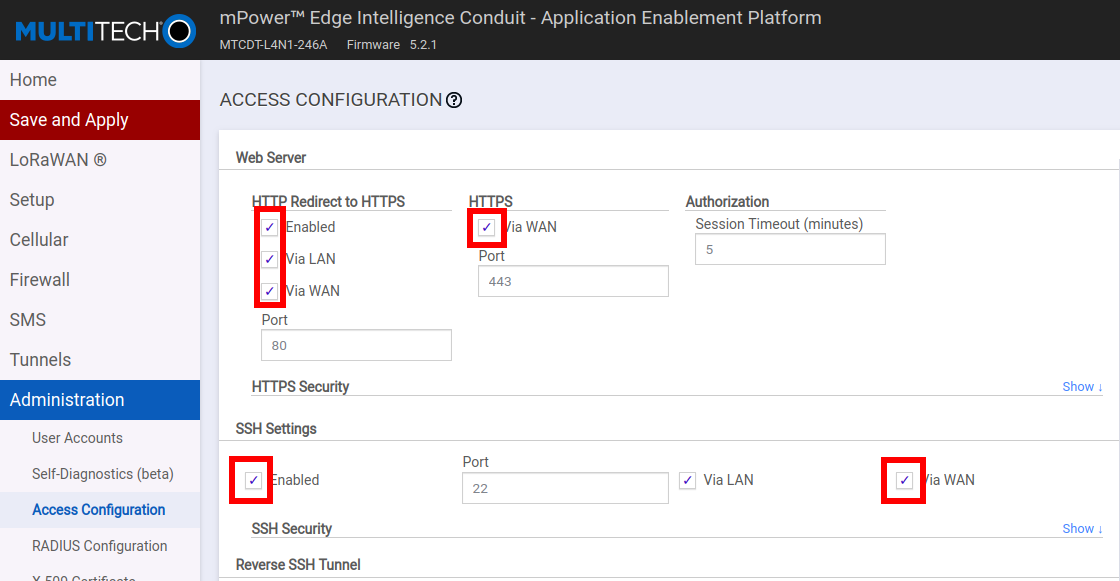 MULTITECH
mPower™ Edge Intelligence Conduit - Application Enablement Platform
MTCDT-L4N1-246A Firmware 5.2.1
Home
Save and Apply
LoRaWAN ®
Setup
Cellular
Firewall
SMS
Tunnels
Administration
User Accounts
Self-Diagnostics (beta)
Access Configuration
RADIUS Configuration
X.509 Certificate
ACCESS CONFIGURATION
Web Server
HTTP Redirect to HTTPS
Enabled
Via LAN
Via WAN
Port
80
HTTPS
Via WAN
Port
443
Authorization
Session Timeout (minutes)
5
HTTPS Security Show ↓
SSH Settings
Enabled
Port
22
Via LAN
Via WAN
SSH Security Show ↓
Reverse SSH Tunnel